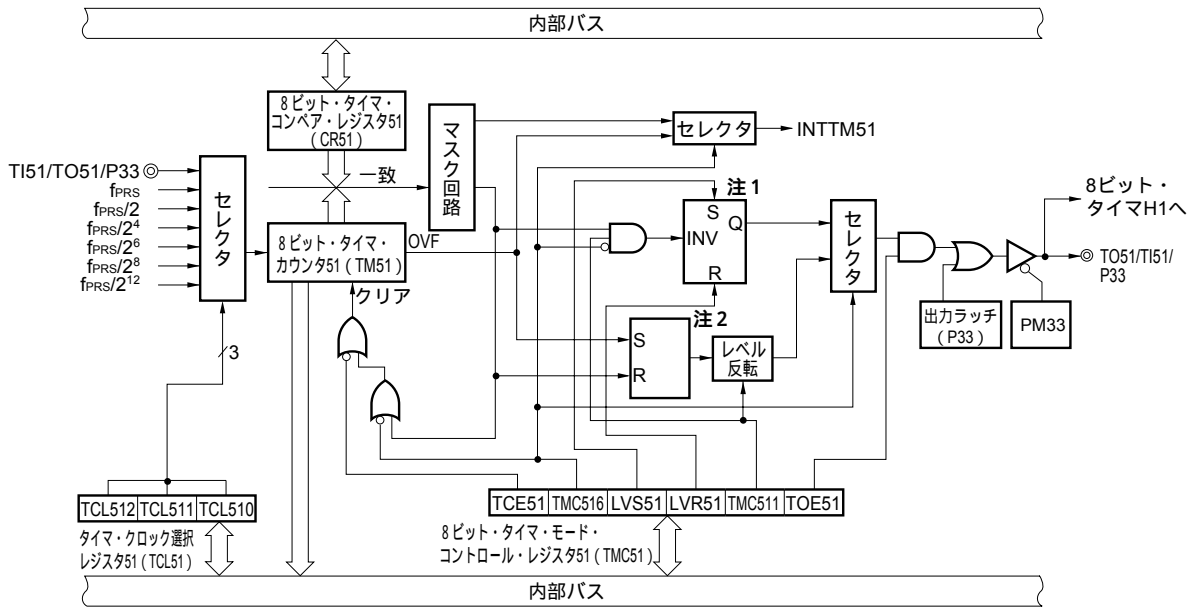 内部バス
8ビット・タイマ・
コンペア・レジスタ51
(CR51)
マスク回路
セレクタ
INTTM51
TI51/TO51/P33
fPRS
fPRS/2
fPRS/2^4
fPRS/2^6
fPRS/2^8
fPRS/2^12
セレクタ
一致
8ビット・タイマ・
カウンタ51(TM51)
OVF
クリア
注1
S
Q
INV
R
セレクタ
8ビット・
タイマH1へ
TO51/TI51/
P33
注2
S
R
レベル
反転
出力ラッチ
(P33)
PM33
3
TCE51
TMC516
LVS51
LVR51
TMC511
TOE51
TCL512
TCL511
TCL510
タイマ・クロック選択
レジスタ51(TCL51)
8ビット・タイマ・モード・
コントロール・レジスタ51(TMC51)
内部バス